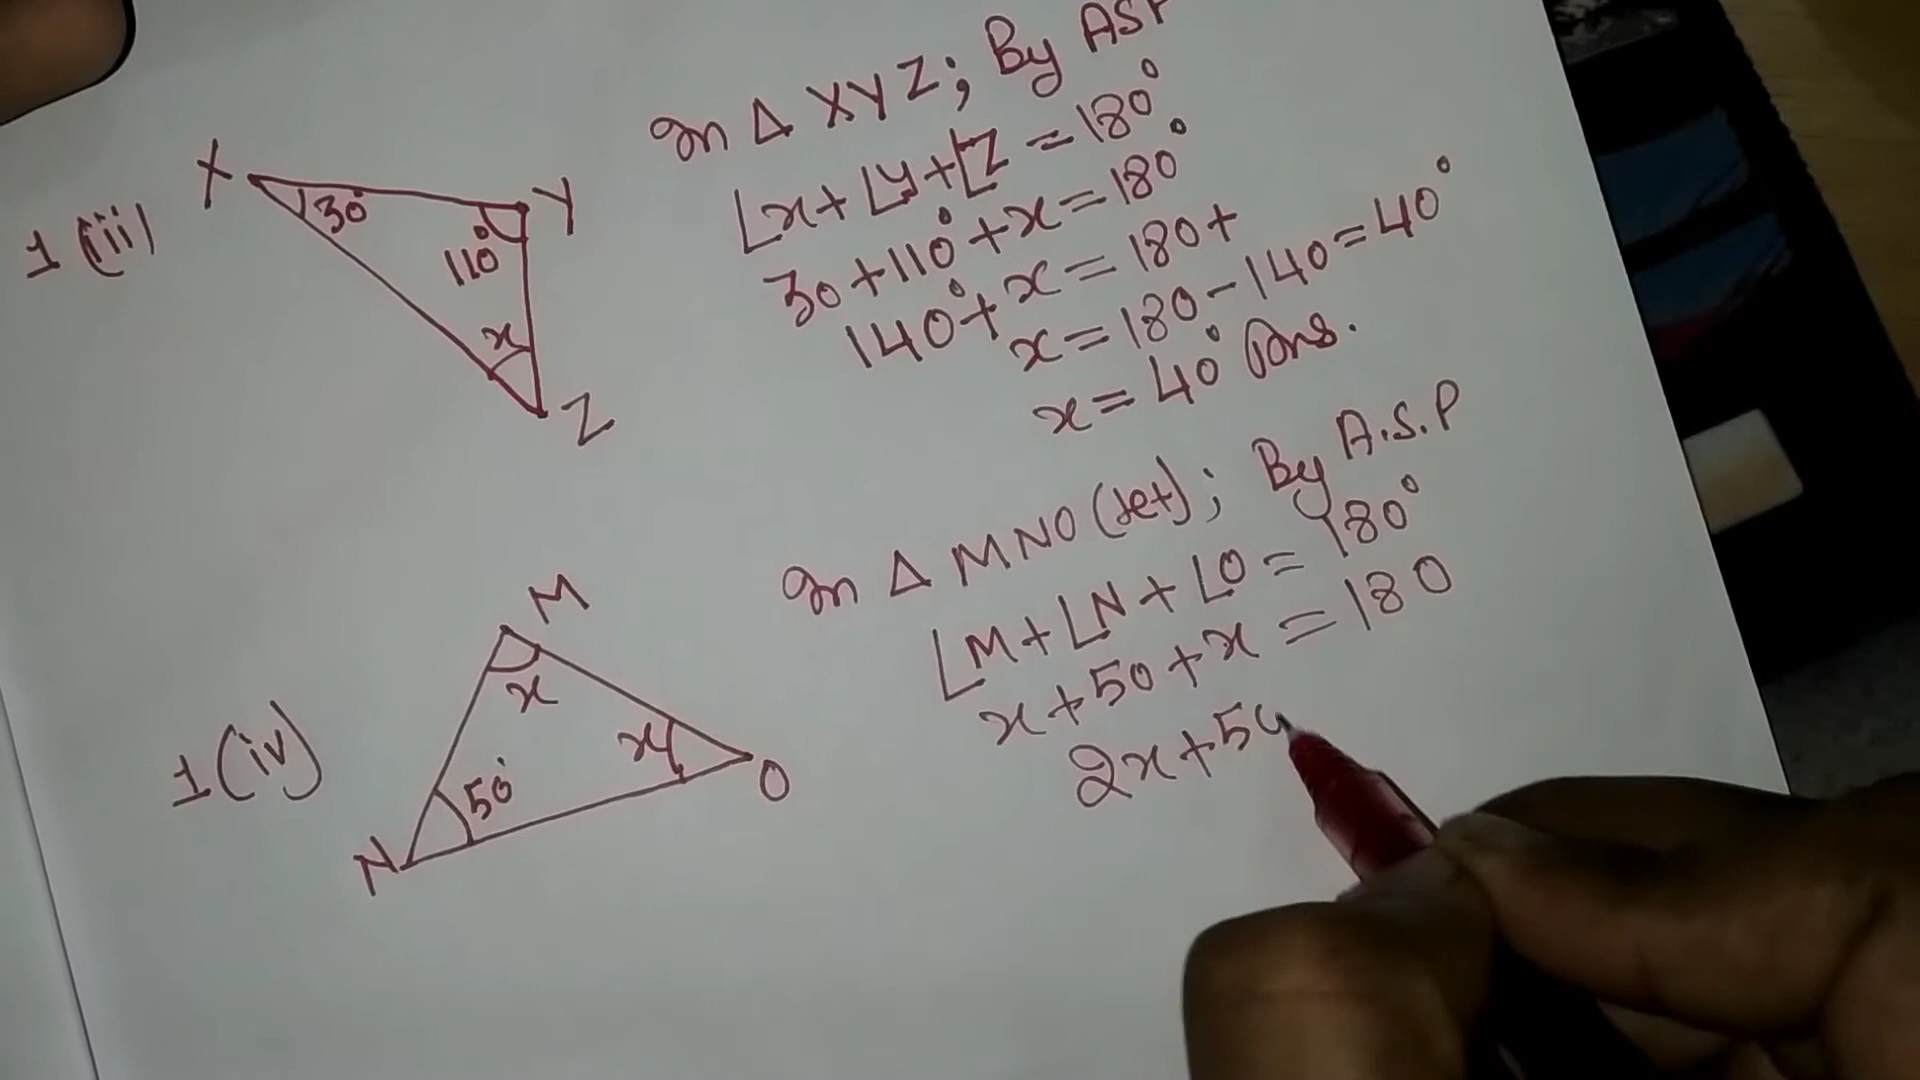 1 (iii)
X
30°
Y
110°
x
Z
In Δ XYZ; By ASP
∠x + ∠y + ∠Z = 180°
30 + 110° + x = 180°
140° + x = 180 +
x = 180 - 140 = 40°
x = 40° Ans.
1 (iv)
M
x
N
50°
x
O
In Δ MNO (let); By A.S.P
∠M + ∠N + ∠O = 180°
x + 50 + x = 180
2x + 50